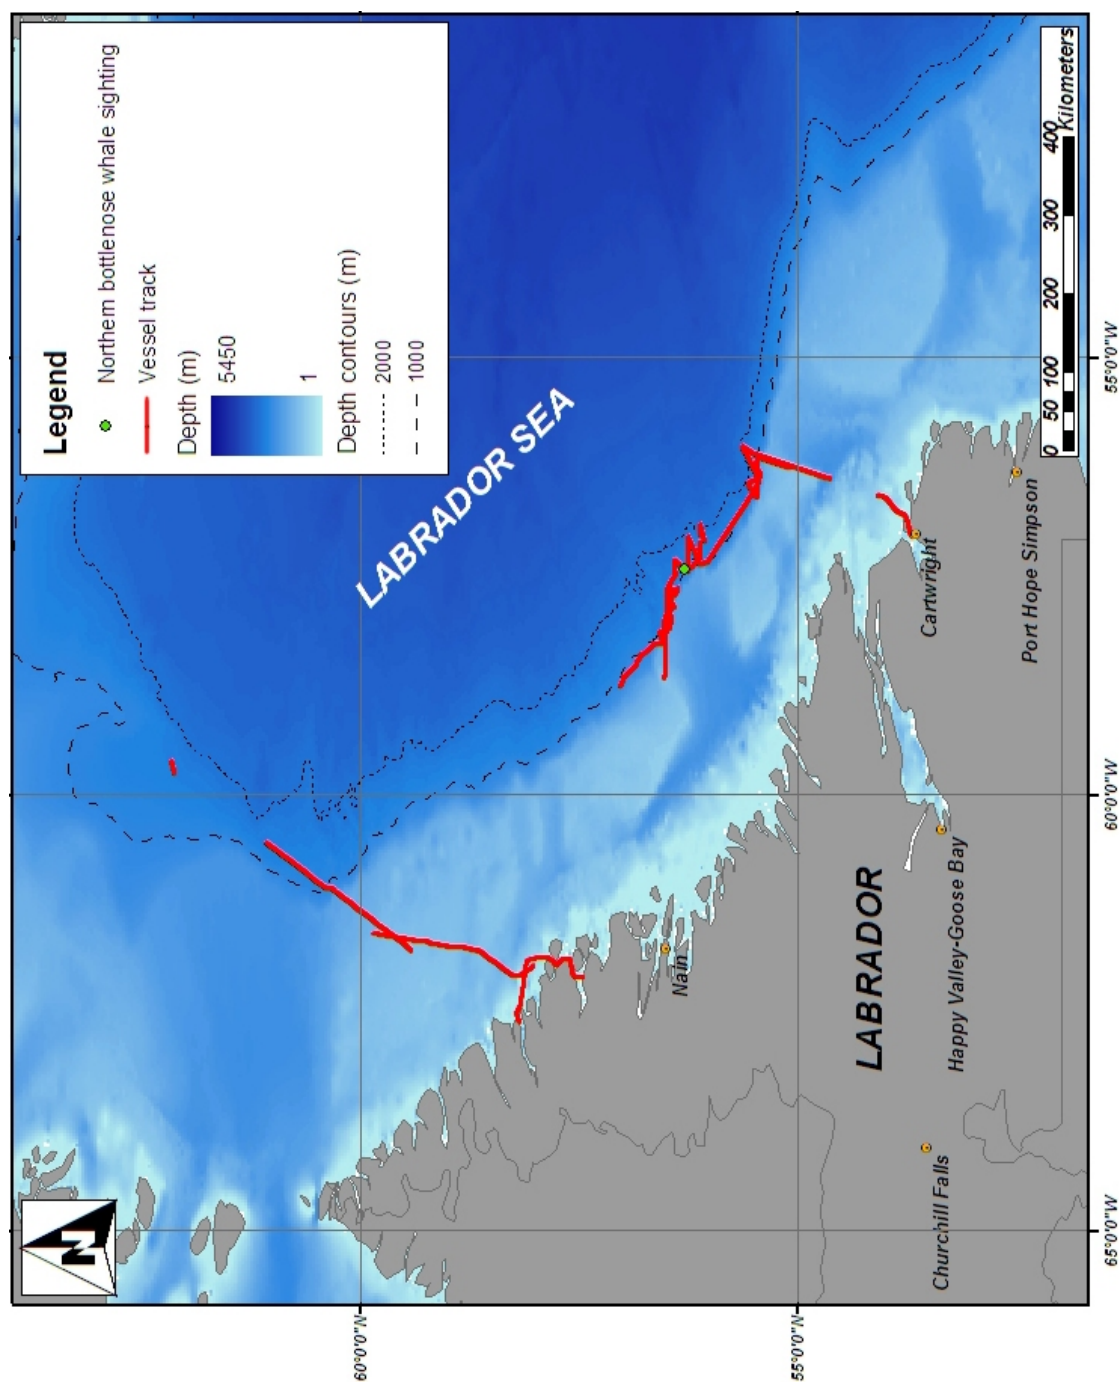 N
Legend
Northern bottlenose whale sighting
Vessel track
Depth (m)
5450
1
Depth contours (m)
2000
1000
LABRADOR SEA
LABRADOR
Nain
Cartwright
Port Hope Simpson
Happy Valley-Goose Bay
Churchill Falls
0 50 100 200 300 400
Kilometers
60°0'0"N
55°0'0"N
65°0'0"W
60°0'0"W
55°0'0"W